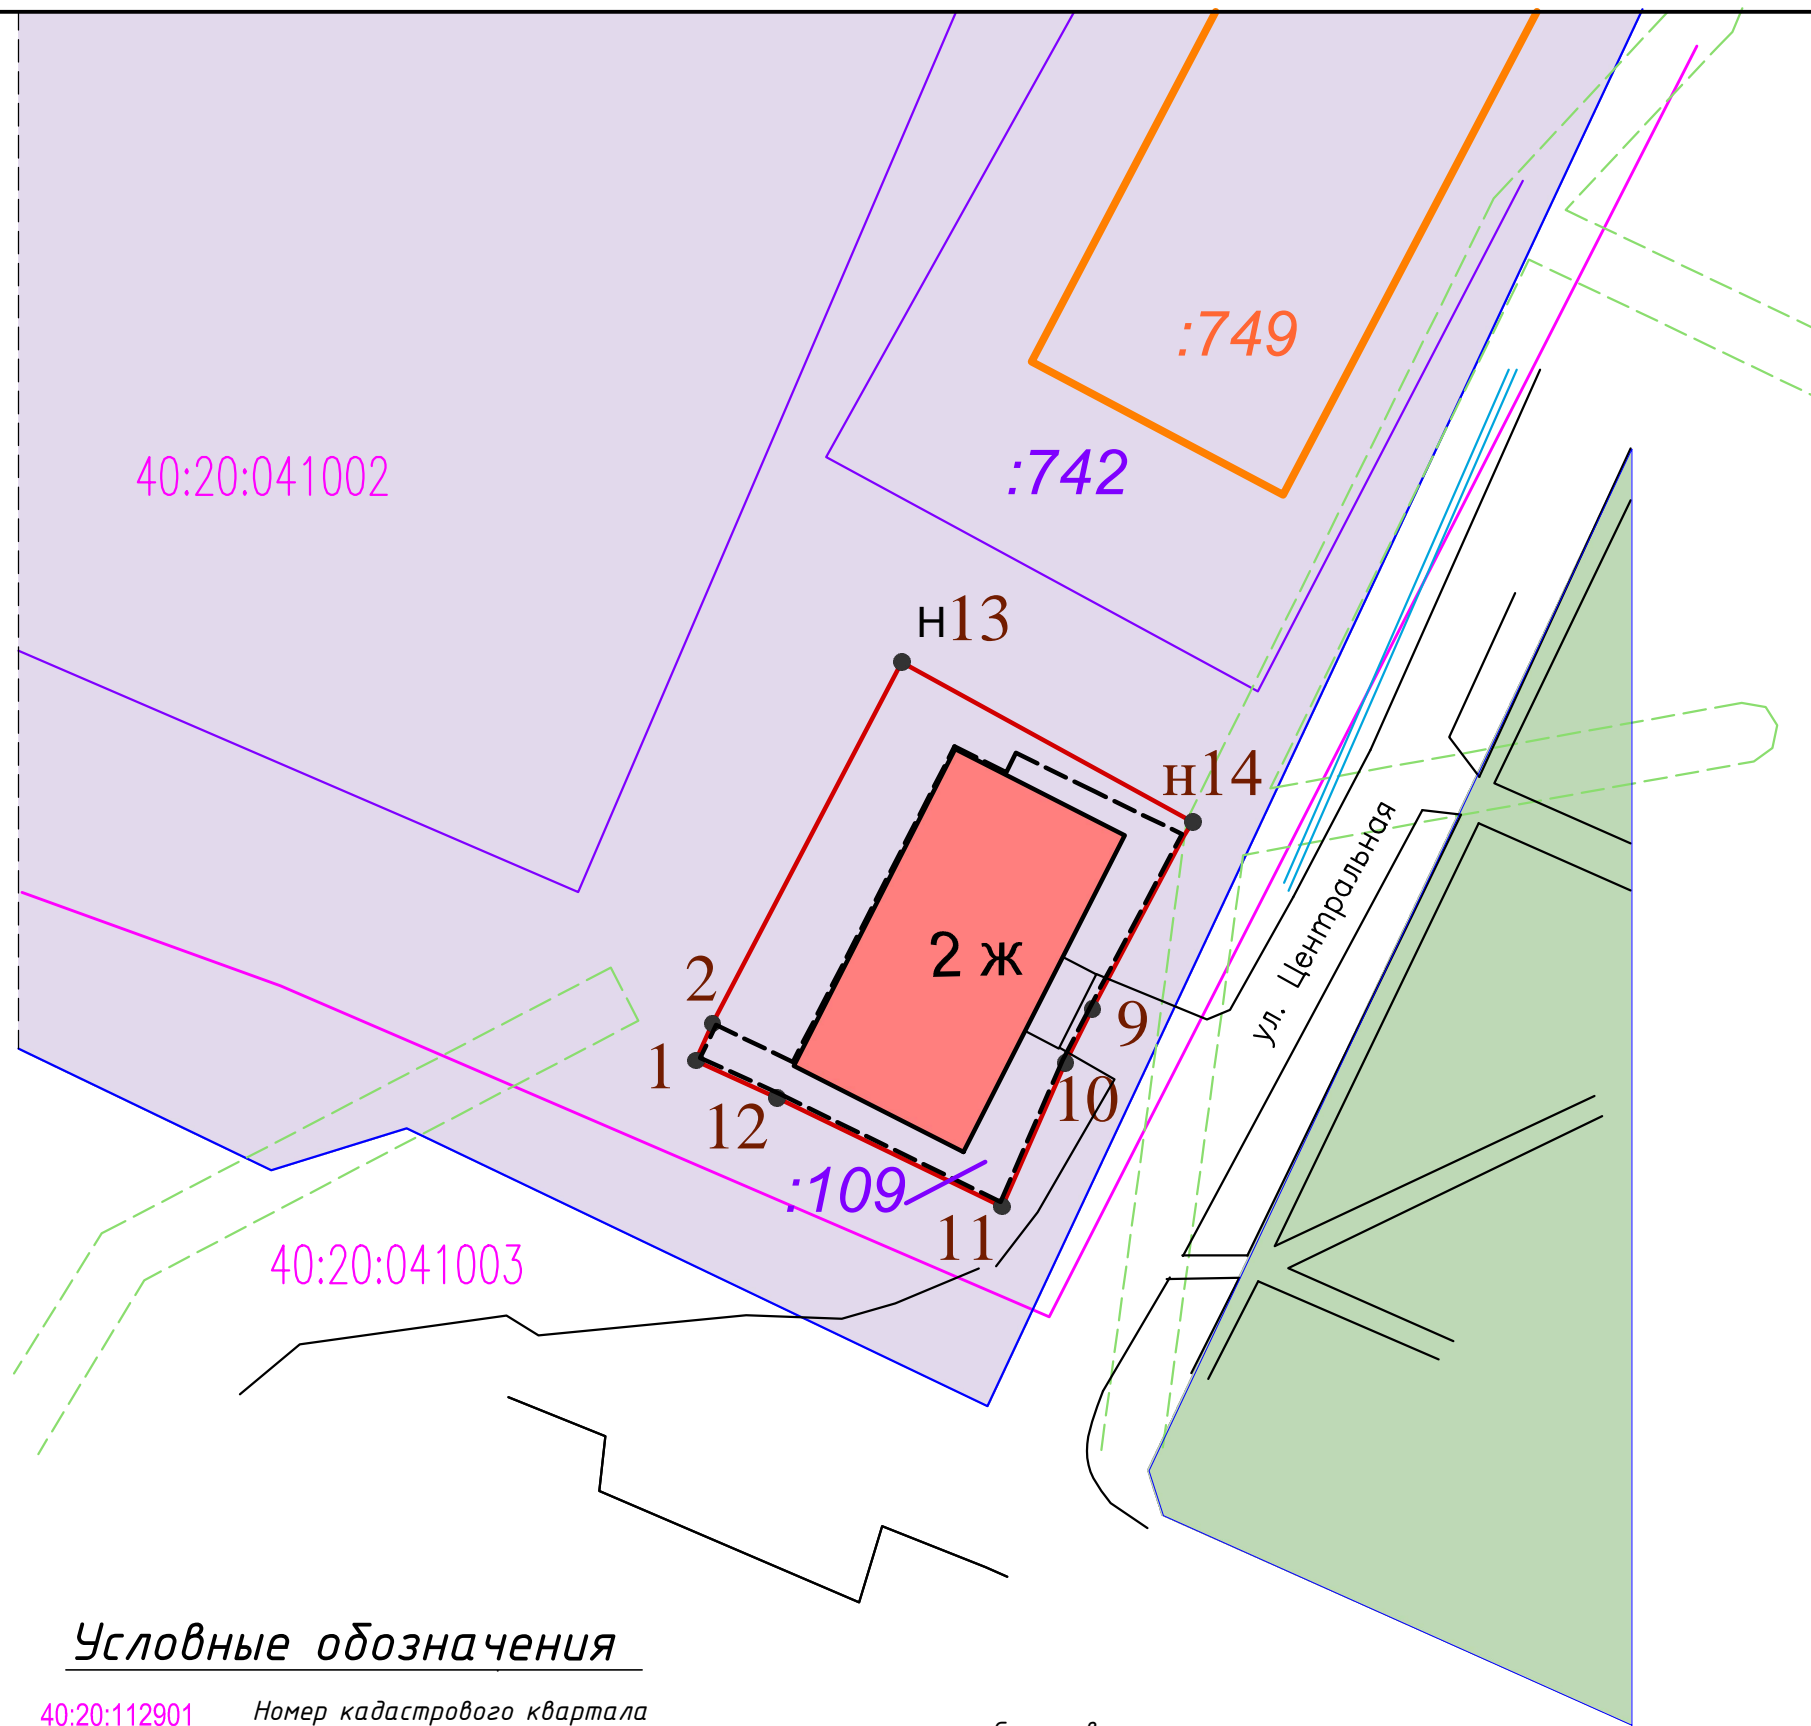 :749
:742
40:20:041002
н13
н14
ул. Центральная
2 ж
2
9
1
10
12
:109
11
40:20:041003
Условные обозначения
40:20:112901 Номер кадастрового квартала